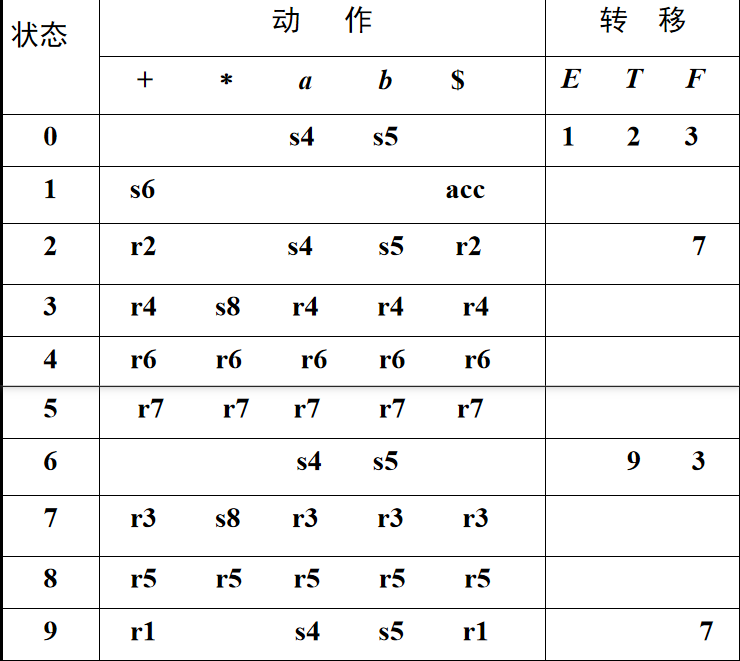 状态 动 作 转 移
+ * a b $ E T F
0 s4 s5 1 2 3
1 s6 acc
2 r2 s4 s5 r2 7
3 r4 s8 r4 r4 r4
4 r6 r6 r6 r6 r6
5 r7 r7 r7 r7 r7
6 s4 s5 9 3
7 r3 s8 r3 r3 r3
8 r5 r5 r5 r5 r5
9 r1 s4 s5 r1 7